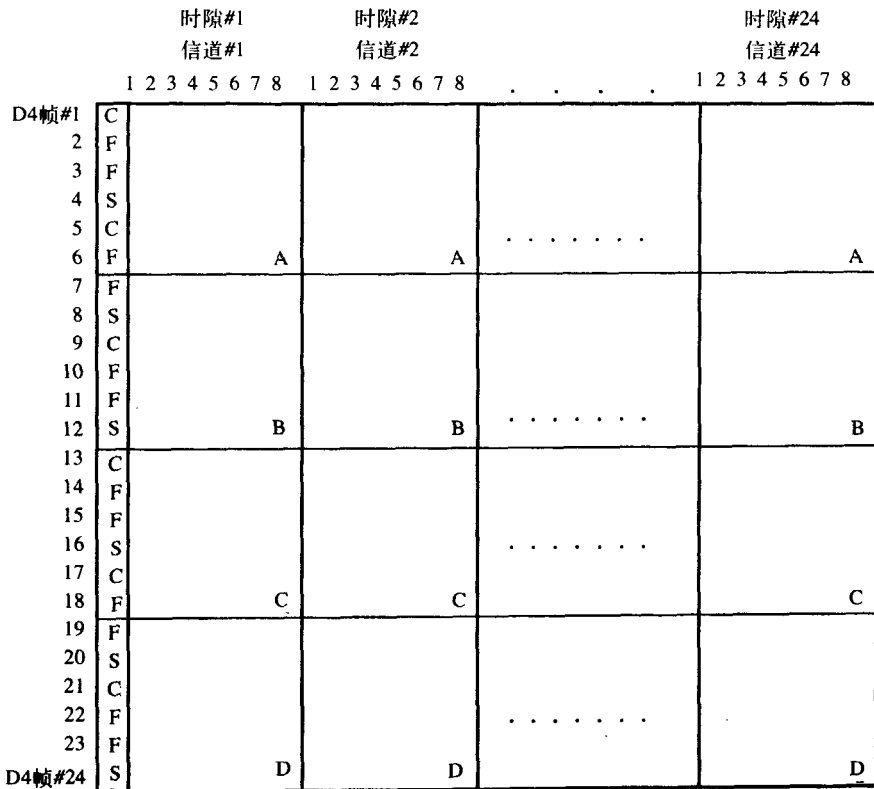 时隙#1 时隙#2 时隙#24
信道#1 信道#2 信道#24
1 2 3 4 5 6 7 8 1 2 3 4 5 6 7 8 . . . . 1 2 3 4 5 6 7 8
D4帧#1 C
2 F
3 F
4 S
5 C . . . . . . .
6 F A A A
7 F
8 S
9 C
10 F
11 F
12 S B B . . . . . . . B
13 C
14 F
15 F
16 S . . . . . . .
17 C
18 F C C C
19 F
20 S
21 C
22 F . . . . . . .
23 F
D4帧#24 S D D D